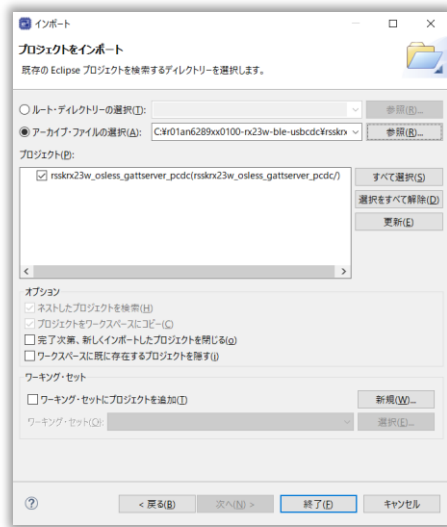 インポート
プロジェクトをインポート
既存の Eclipse プロジェクトを検索するディレクトリーを選択します。
ルート・ディレクトリーの選択(T):
参照(R)...
アーカイブ・ファイルの選択(A):
C:¥r01an6289xx0100-rx23w-ble-usbcdc¥rsskrx
参照(R)...
プロジェクト(P):
rsskrx23w_osless_gattserver_pcdc(rsskrx23w_osless_gattserver_pcdc/)
すべて選択(S)
選択をすべて解除(D)
更新(E)
オプション
ネストしたプロジェクトを検索(H)
プロジェクトをワークスペースにコピー(C)
完了次第、新しくインポートしたプロジェクトを閉じる(o)
ワークスペースに既に存在するプロジェクトを隠す(i)
ワーキング・セット
ワーキング・セットにプロジェクトを追加(T)
新規(W)...
ワーキング・セット(O):
選択(E)...
?
< 戻る(B)
次へ(N) >
終了(F)
キャンセル